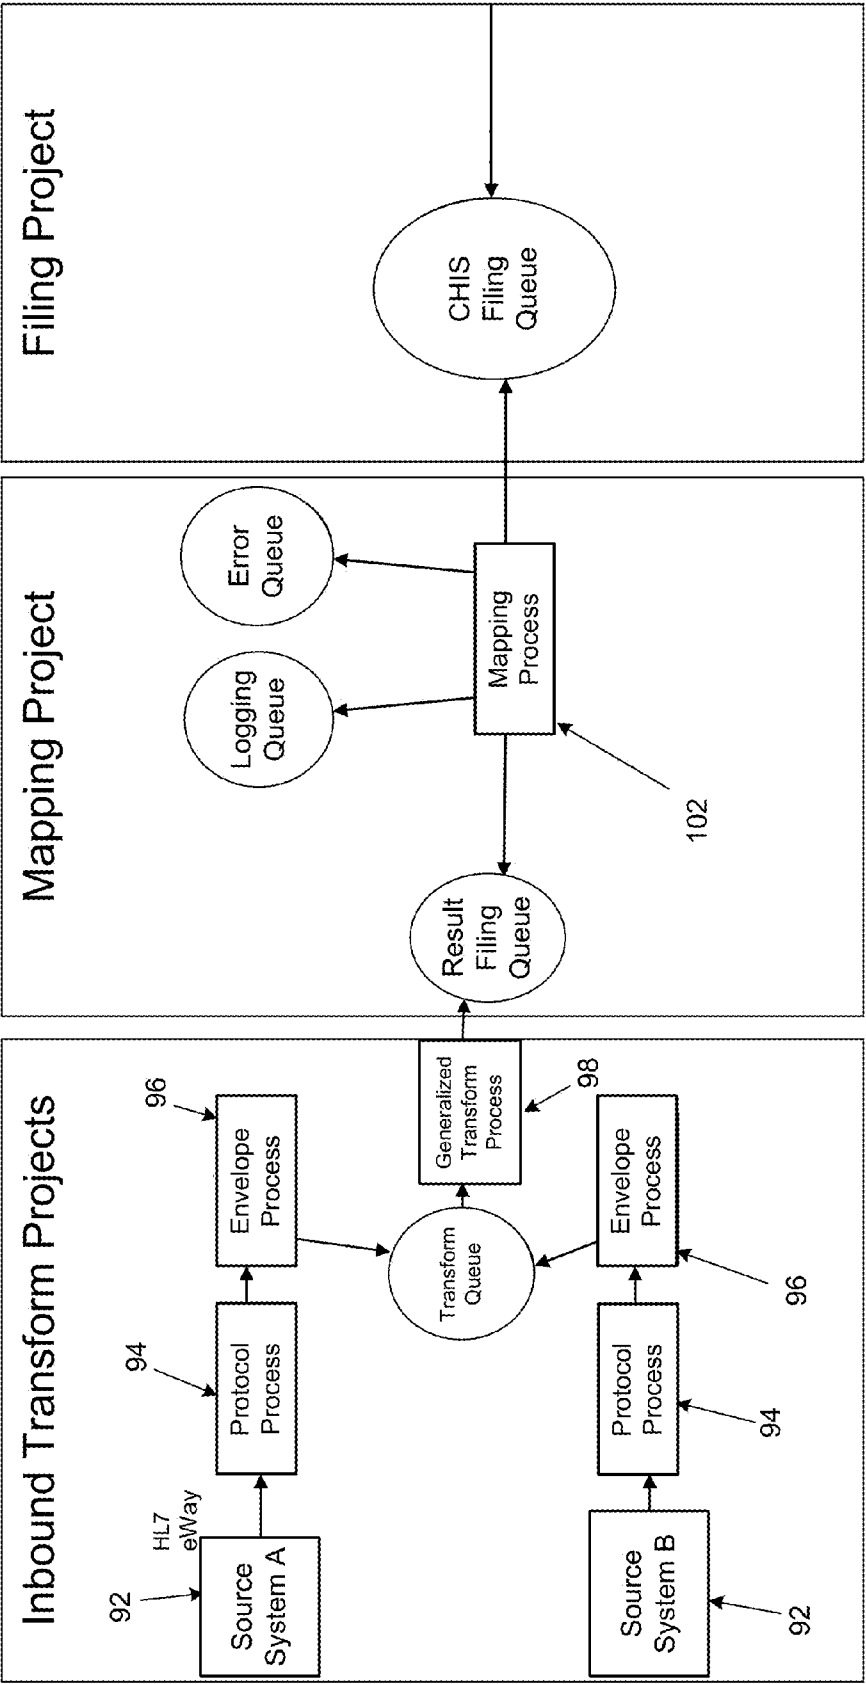 Inbound Transform Projects
92
Source
System A
HL7
eWay
94
Protocol
Process
96
Envelope
Process
Transform
Queue
Generalized
Transform
Process
98
Source
System B
92
Protocol
Process
94
Envelope
Process
96
Mapping Project
Logging
Queue
Error
Queue
Result
Filing
Queue
Mapping
Process
102
Filing Project
CHIS
Filing
Queue